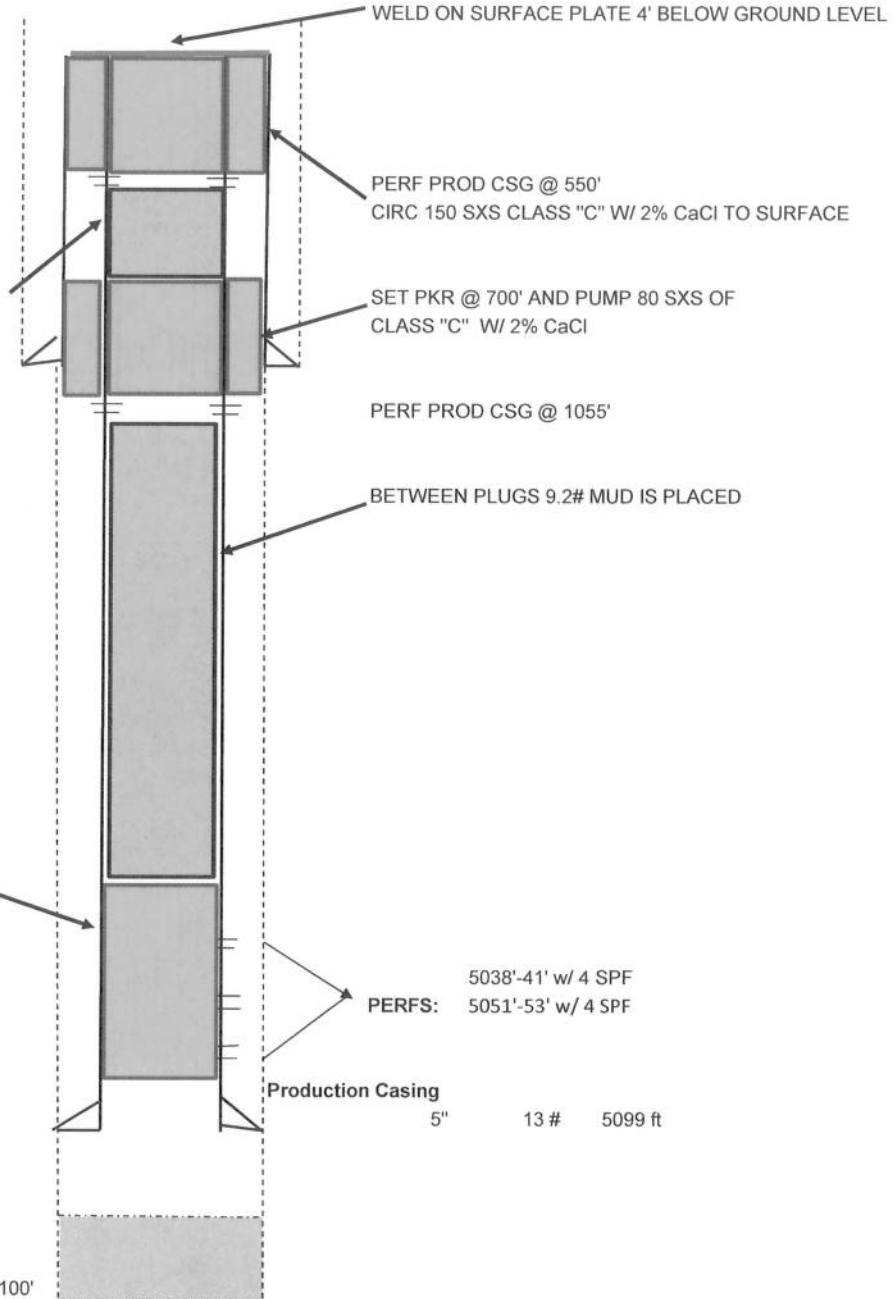 WELD ON SURFACE PLATE 4' BELOW GROUND LEVEL
PERF PROD CSG @ 550'
CIRC 150 SXS CLASS "C" W/ 2% CaCl TO SURFACE
SET PKR @ 700' AND PUMP 80 SXS OF
CLASS "C" W/ 2% CaCl
PERF PROD CSG @ 1055'
BETWEEN PLUGS 9.2# MUD IS PLACED
5038'-41' w/ 4 SPF
PERFS: 5051'-53' w/ 4 SPF
Production Casing
5" 13 # 5099 ft
100'